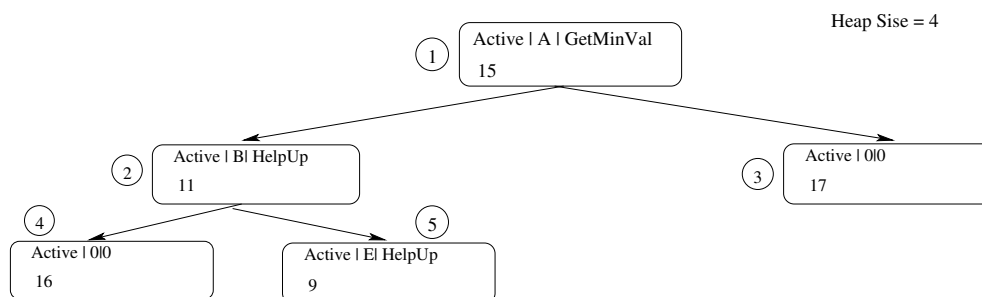 Heap Sise = 4
1
Active | A | GetMinVal
15
2
Active | B| HelpUp
11
3
Active | 0|0
17
4
Active | 0|0
16
5
Active | E| HelpUp
9